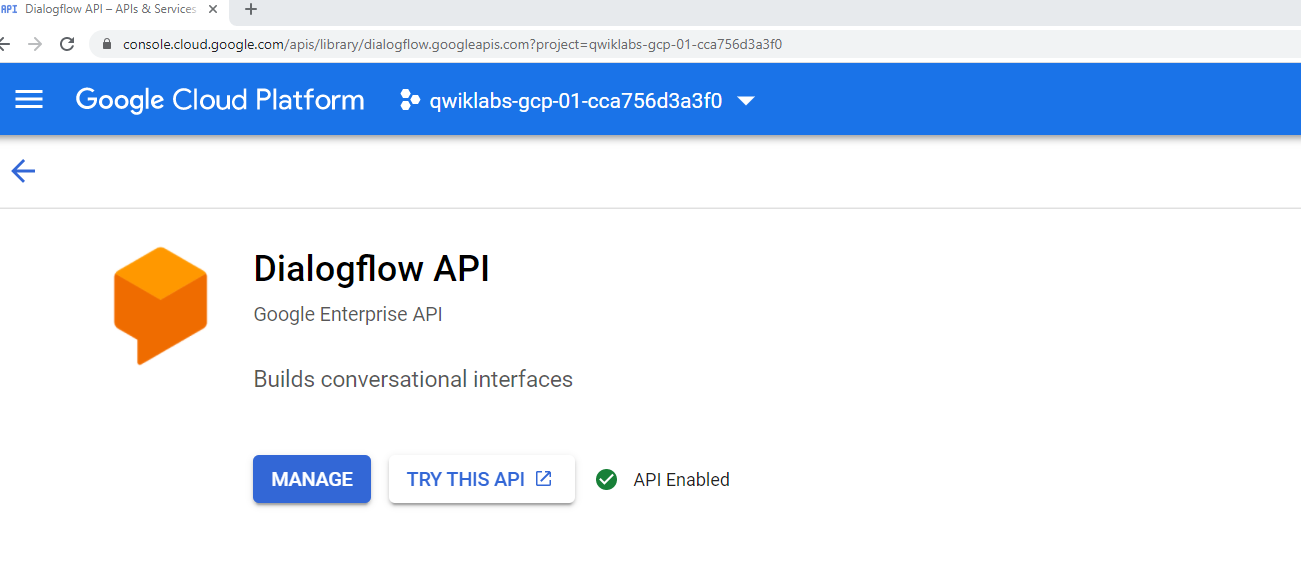 API Dialogflow API – APIs & Services
console.cloud.google.com/apis/library/dialogflow.googleapis.com?project=qwiklabs-gcp-01-cca756d3a3f0
Google Cloud Platform qwiklabs-gcp-01-cca756d3a3f0
Dialogflow API
Google Enterprise API
Builds conversational interfaces
MANAGE TRY THIS API API Enabled